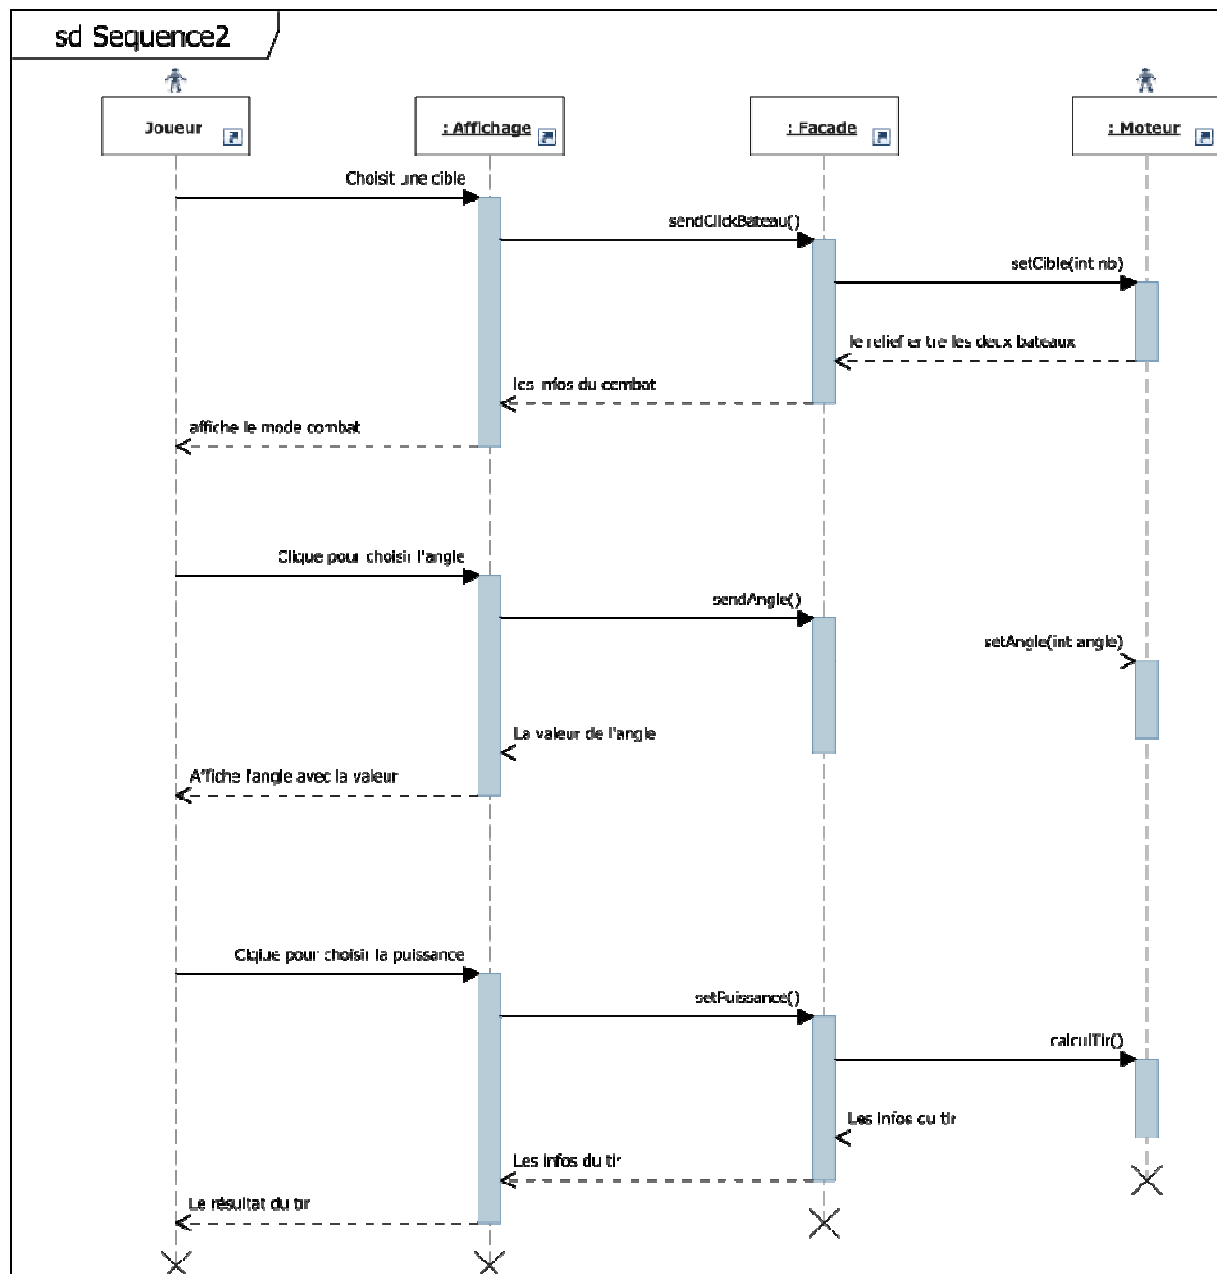 sd Sequence2
Joueur
: Affichage
: Facade
: Moteur
Choisit une cible
sendClickBateau()
setCible(int nb)
le relief entre les deux bateaux
les infos du combat
affiche le mode combat
Clique pour choisir l'angle
sendAngle()
setAngle(int angle)
La valeur de l'angle
Affiche l'angle avec la valeur
Clqiue pour choisir la puissance
setPuissance()
calculTir()
Les infos du tir
Les infos du tir
Le résultat du tir